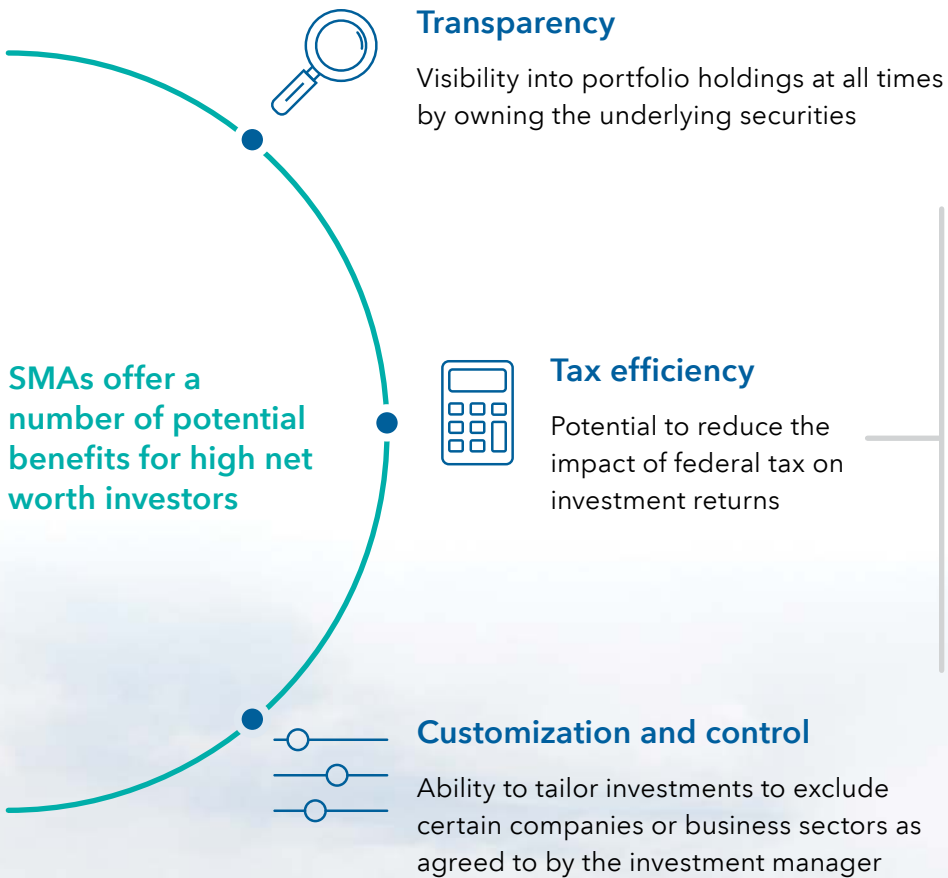 Transparency
Visibility into portfolio holdings at all times
by owning the underlying securities
SMAs offer a
number of potential
benefits for high net
worth investors
Tax efficiency
Potential to reduce the
impact of federal tax on
investment returns
Customization and control
Ability to tailor investments to exclude
certain companies or business sectors as
agreed to by the investment manager